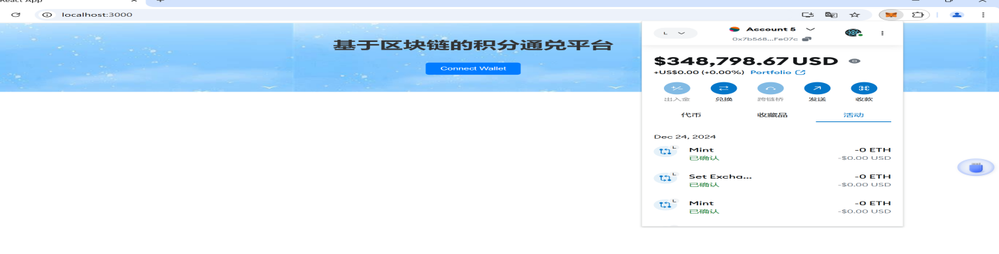 React App
localhost:3000
基于区块链的积分通兑平台
Connect Wallet
L
Account 5
0x7b568...Fe07c
$348,798.67 USD
+US$0.00 (+0.00%) Portfolio
出入金 兑换 跨链桥 发送 收款
代币 收藏品 活动
Dec 24, 2024
L
Mint -0 ETH
已确认 -$0.00 USD
L
Set Excha... -0 ETH
已确认 -$0.00 USD
L
Mint -0 ETH
已确认 -$0.00 USD